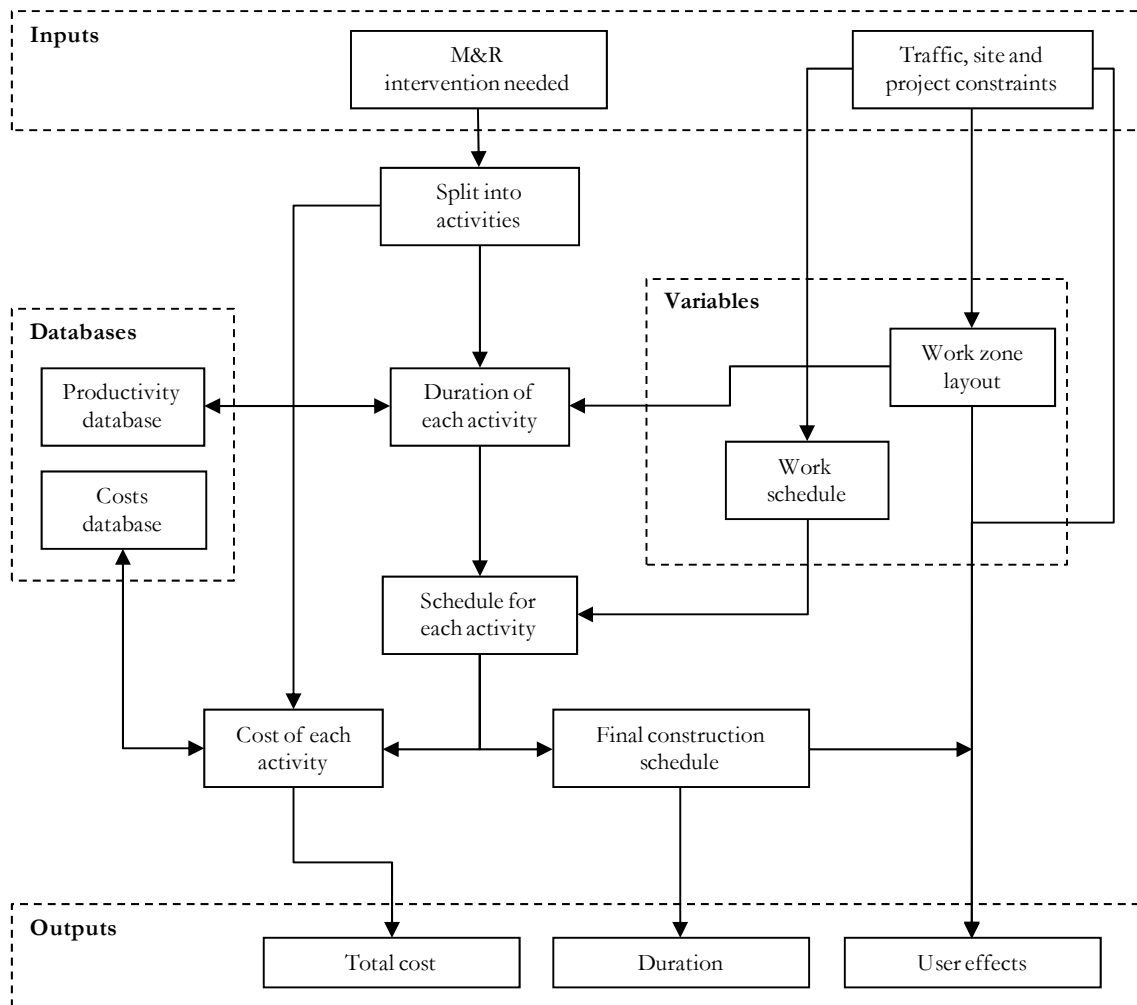 Inputs
M&R
intervention needed
Traffic, site and
project constraints
Split into
activities
Variables
Databases
Work zone
layout
Productivity
database
Duration of
each activity
Work
schedule
Costs
database
Schedule for
each activity
Cost of each
activity
Final construction
schedule
Outputs
Total cost
Duration
User effects